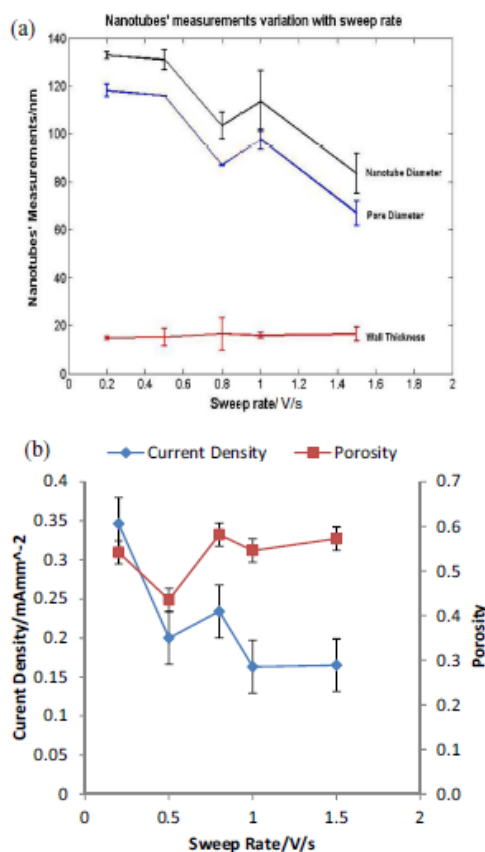 (a)
Nanotubes' measurements variation with sweep rate
140
120
100
80
60
40
20
0
Nanotubes' Measurements/nm
Nanotube Diameter
Pore Diameter
Wall Thickness
0 0.2 0.4 0.6 0.8 1 1.2 1.4 1.6 1.8 2
Sweep rate/ V/s
(b)
Current Density Porosity
0.4
0.35
0.3
0.25
0.2
0.15
0.1
0.05
0
Curent Density/mAmm^-2
0.7
0.6
0.5
0.4
0.3
0.2
0.1
0.0
Porosity
0 0.5 1 1.5 2
Sweep Rate/V/s